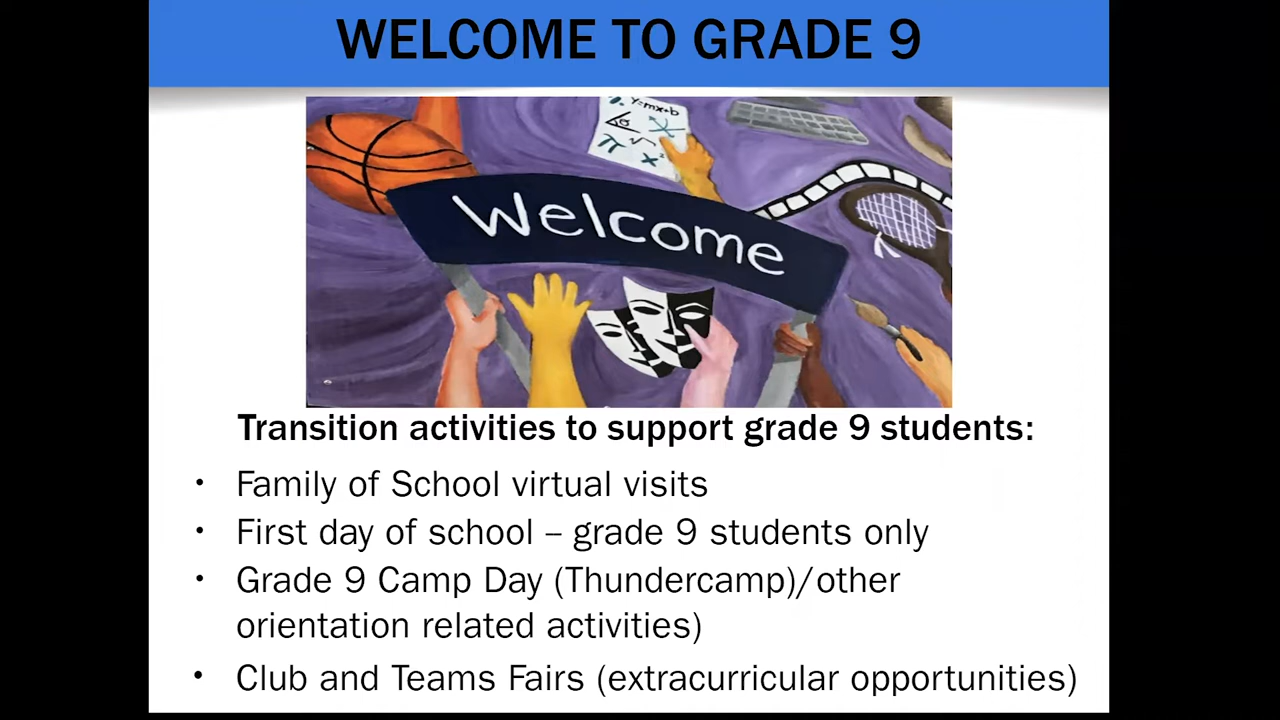 WELCOME TO GRADE 9
y=mx+b
π
x²
Welcome
Transition activities to support grade 9 students:
• Family of School virtual visits
• First day of school – grade 9 students only
• Grade 9 Camp Day (Thundercamp)/other
orientation related activities)
• Club and Teams Fairs (extracurricular opportunities)